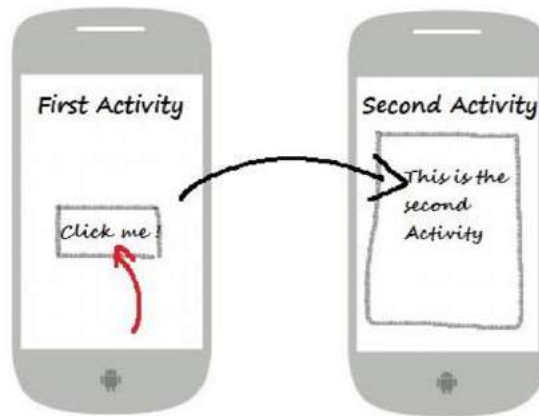 First Activity
Click me !
Second Activity
This is the
second
Activity